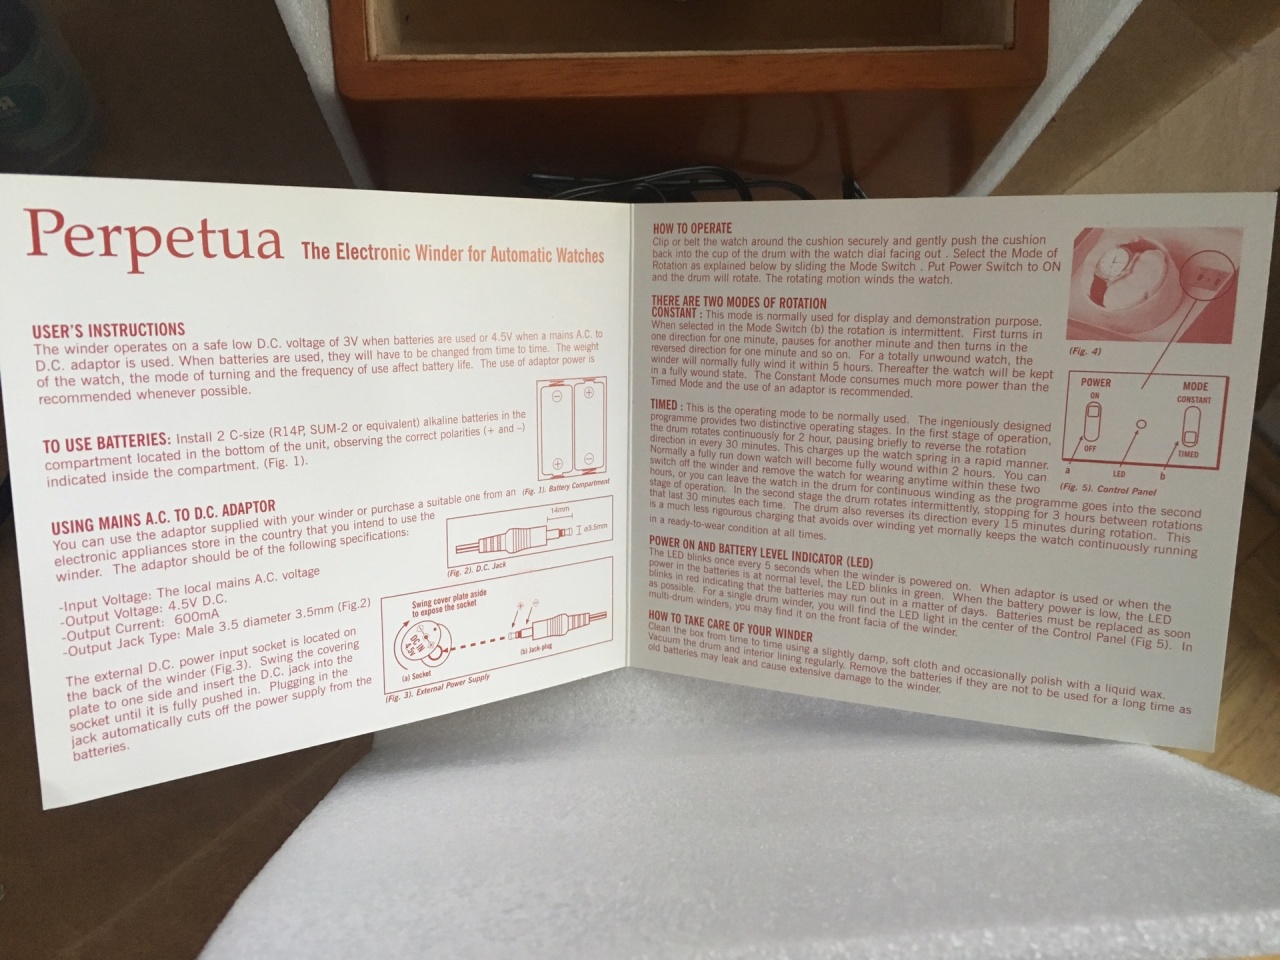 Perpetua The Electronic Winder for Automatic Watches
USER'S INSTRUCTIONS
The winder operates on a safe low D.C. voltage of 3V when batteries are used or 4.5V when a mains A.C. to
D.C. adaptor is used. When batteries are used, they will have to be changed from time to time. The weight
of the watch, the mode of turning and the frequency of use affect battery life. The use of adaptor power is
recommended whenever possible.
TO USE BATTERIES: Install 2 C-size (R14P, SUM-2 or equivalent) alkaline batteries in the
compartment located in the bottom of the unit, observing the correct polarities (+ and –)
indicated inside the compartment. (Fig. 1).
(Fig. 1). Battery Compartment
USING MAINS A.C. TO D.C. ADAPTOR
You can use the adaptor supplied with your winder or purchase a suitable one from an
electronic appliances store in the country that you intend to use the
winder. The adaptor should be of the following specifications:
14mm
ø3.5mm
(Fig. 2). D.C. Jack
-Input Voltage: The local mains A.C. voltage
-Output Voltage: 4.5V D.C.
-Output Current: 600mA
-Output Jack Type: Male 3.5 diameter 3.5mm (Fig.2)
The external D.C. power input socket is located on
the back of the winder (Fig.3). Swing the covering
plate to one side and insert the D.C. jack into the
socket until it is fully pushed in. Plugging in the
jack automatically cuts off the power supply from the
batteries.
Swing cover plate aside
to expose the socket
(a) Socket
(b) Jack-plug
(Fig. 3). External Power Supply
HOW TO OPERATE
Clip or belt the watch around the cushion securely and gently push the cushion
back into the cup of the drum with the watch dial facing out . Select the Mode of
Rotation as explained below by sliding the Mode Switch . Put Power Switch to ON
and the drum will rotate. The rotating motion winds the watch.
THERE ARE TWO MODES OF ROTATION
CONSTANT : This mode is normally used for display and demonstration purpose.
When selected in the Mode Switch (b) the rotation is intermittent. First turns in
one direction for one minute, pauses for another minute and then turns in the
reversed direction for one minute and so on. For a totally unwound watch, the
winder will normally fully wind it within 5 hours. Thereafter the watch will be kept
in a fully wound state. The Constant Mode consumes much more power than the
Timed Mode and the use of an adaptor is recommended.
(Fig. 4)
POWER
ON
OFF
MODE
CONSTANT
TIMED
a
LED
b
(Fig. 5). Control Panel
TIMED : This is the operating mode to be normally used. The ingeniously designed
programme provides two distinctive operating stages. In the first stage of operation,
the drum rotates continuously for 2 hour, pausing briefly to reverse the rotation
direction in every 30 minutes. This charges up the watch spring in a rapid manner.
Normally a fully run down watch will become fully wound within 2 hours. You can
switch off the winder and remove the watch for wearing anytime within these two
hours, or you can leave the watch in the drum for continuous winding as the programme goes into the second
stage of operation. In the second stage the drum rotates intermittently, stopping for 3 hours between rotations
that last 30 minutes each time. The drum also reverses its direction every 15 minutes during rotation. This
is a much less rigourous charging that avoids over winding yet mornally keeps the watch continuously running
in a ready-to-wear condition at all times.
POWER ON AND BATTERY LEVEL INDICATOR (LED)
The LED blinks once every 5 seconds when the winder is powered on. When adaptor is used or when the
power in the batteries is at normal level, the LED blinks in green. When the battery power is low, the LED
blinks in red indicating that the batteries may run out in a matter of days. Batteries must be replaced as soon
as possible. For a single drum winder, you will find the LED light in the center of the Control Panel (Fig 5). In
multi-drum winders, you may find it on the front facia of the winder.
HOW TO TAKE CARE OF YOUR WINDER
Clean the box from time to time using a slightly damp, soft cloth and occasionally polish with a liquid wax.
Vacuum the drum and interior lining regularly. Remove the batteries if they are not to be used for a long time as
old batteries may leak and cause extensive damage to the winder.